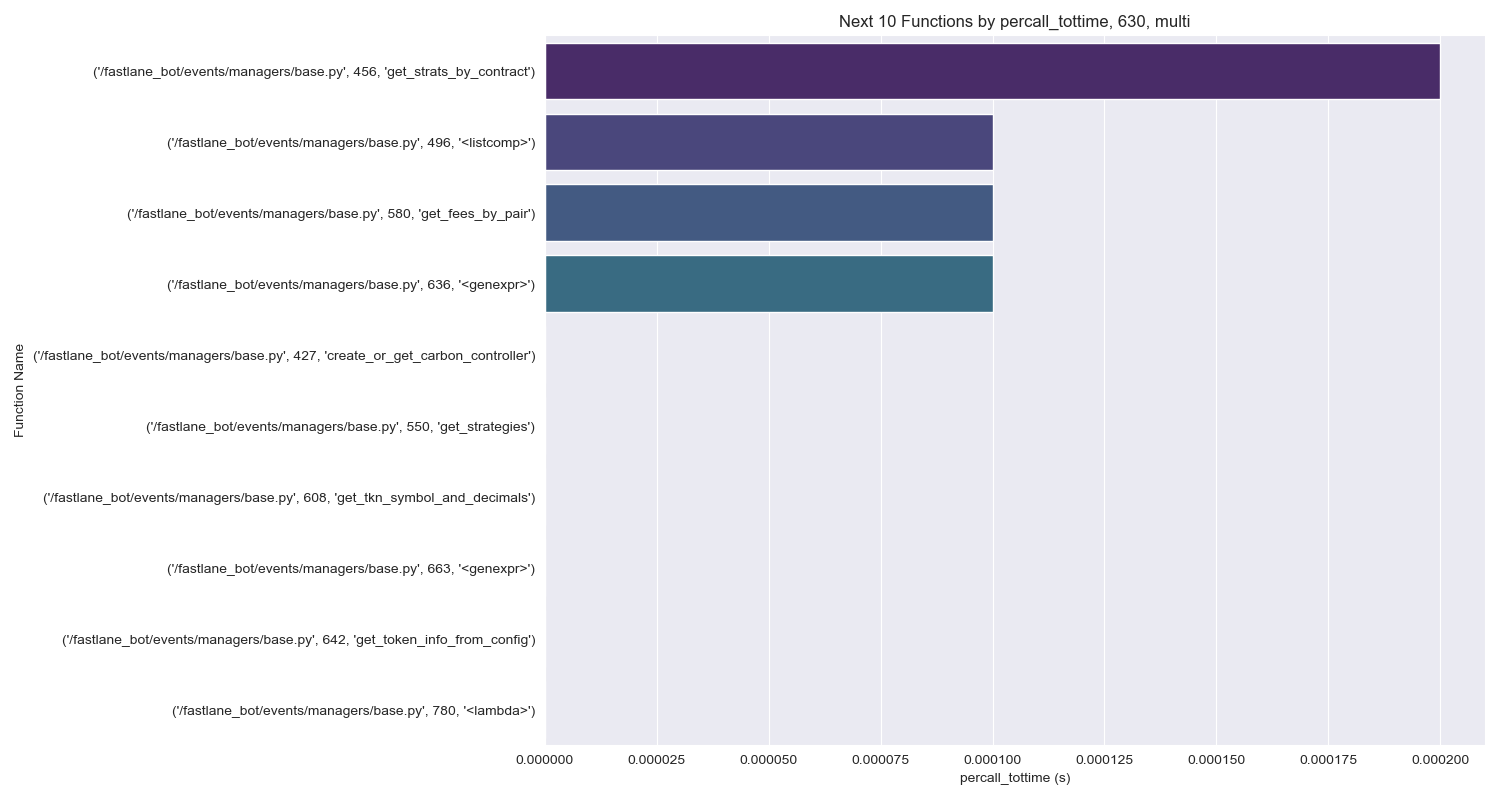 Next 10 Functions by percall_tottime, 630, multi
('/fastlane_bot/events/managers/base.py', 456, 'get_strats_by_contract')
('/fastlane_bot/events/managers/base.py', 496, '<listcomp>')
('/fastlane_bot/events/managers/base.py', 580, 'get_fees_by_pair')
('/fastlane_bot/events/managers/base.py', 636, '<genexpr>')
('/fastlane_bot/events/managers/base.py', 427, 'create_or_get_carbon_controller')
('/fastlane_bot/events/managers/base.py', 550, 'get_strategies')
('/fastlane_bot/events/managers/base.py', 608, 'get_tkn_symbol_and_decimals')
('/fastlane_bot/events/managers/base.py', 663, '<genexpr>')
('/fastlane_bot/events/managers/base.py', 642, 'get_token_info_from_config')
('/fastlane_bot/events/managers/base.py', 780, '<lambda>')
Function Name
0.000000 0.000025 0.000050 0.000075 0.000100 0.000125 0.000150 0.000175 0.000200
percall_tottime (s)